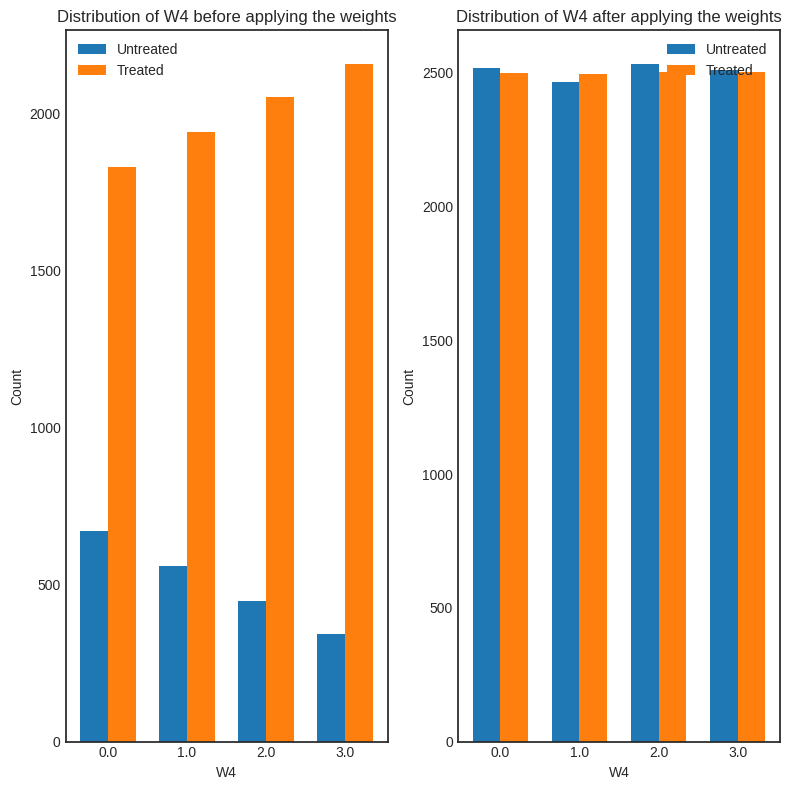 Distribution of W4 before applying the weights
Untreated
Treated
2000
1500
1000
500
0
Count
0.0 1.0 2.0 3.0
W4
Distribution of W4 after applying the weights
Untreated
Treated
2500
2000
1500
1000
500
0
Count
0.0 1.0 2.0 3.0
W4